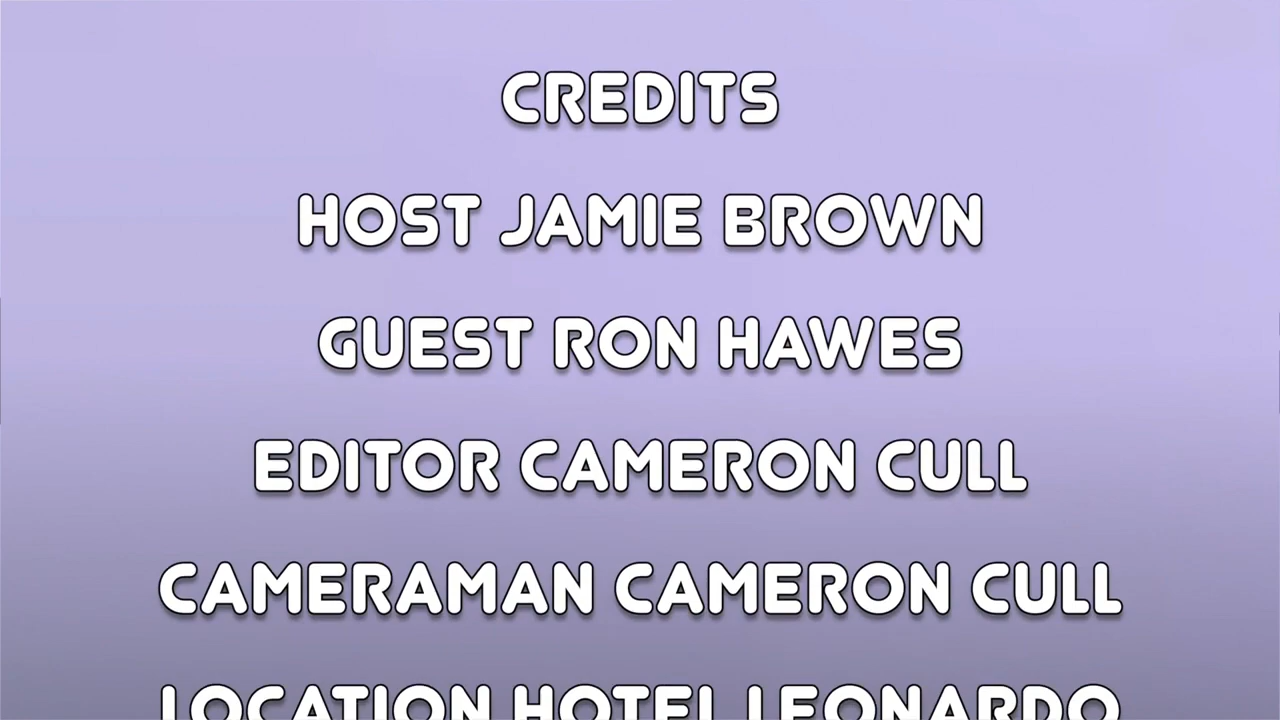 CREDITS
HOST JAMIE BROWN
GUEST RON HAWES
EDITOR CAMERON CULL
CAMERAMAN CAMERON CULL
LOCATION HOTEL LEONARDO